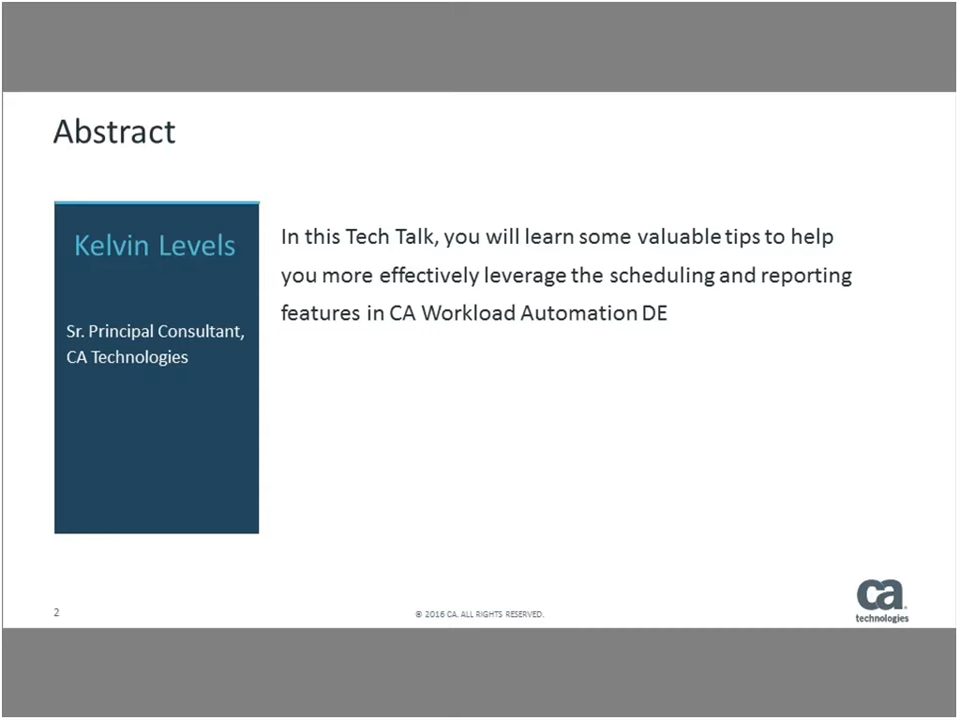 Abstract
Kelvin Levels
Sr. Principal Consultant,
CA Technologies
In this Tech Talk, you will learn some valuable tips to help
you more effectively leverage the scheduling and reporting
features in CA Workload Automation DE
2
© 2016 CA. ALL RIGHTS RESERVED.
ca
technologies